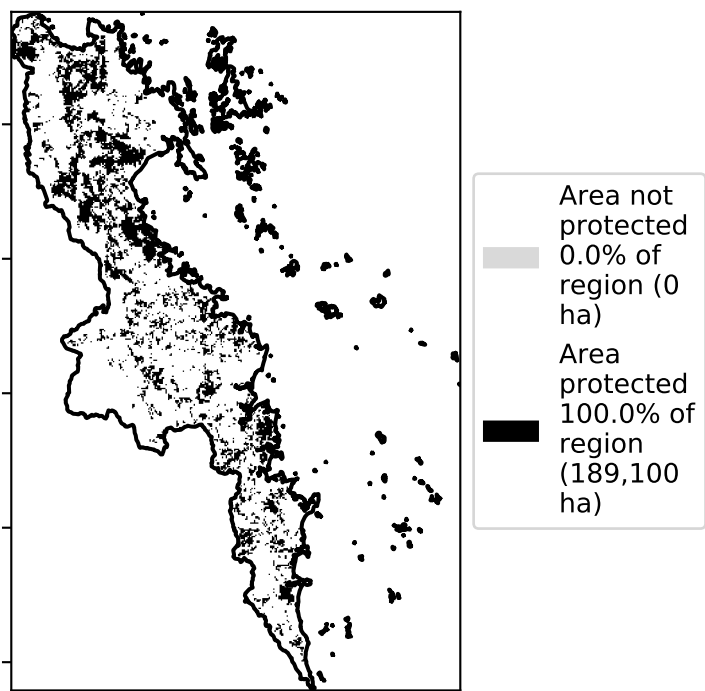 Area not
protected
0.0% of
region (0
ha)
Area
protected
100.0% of
region
(189,100
ha)